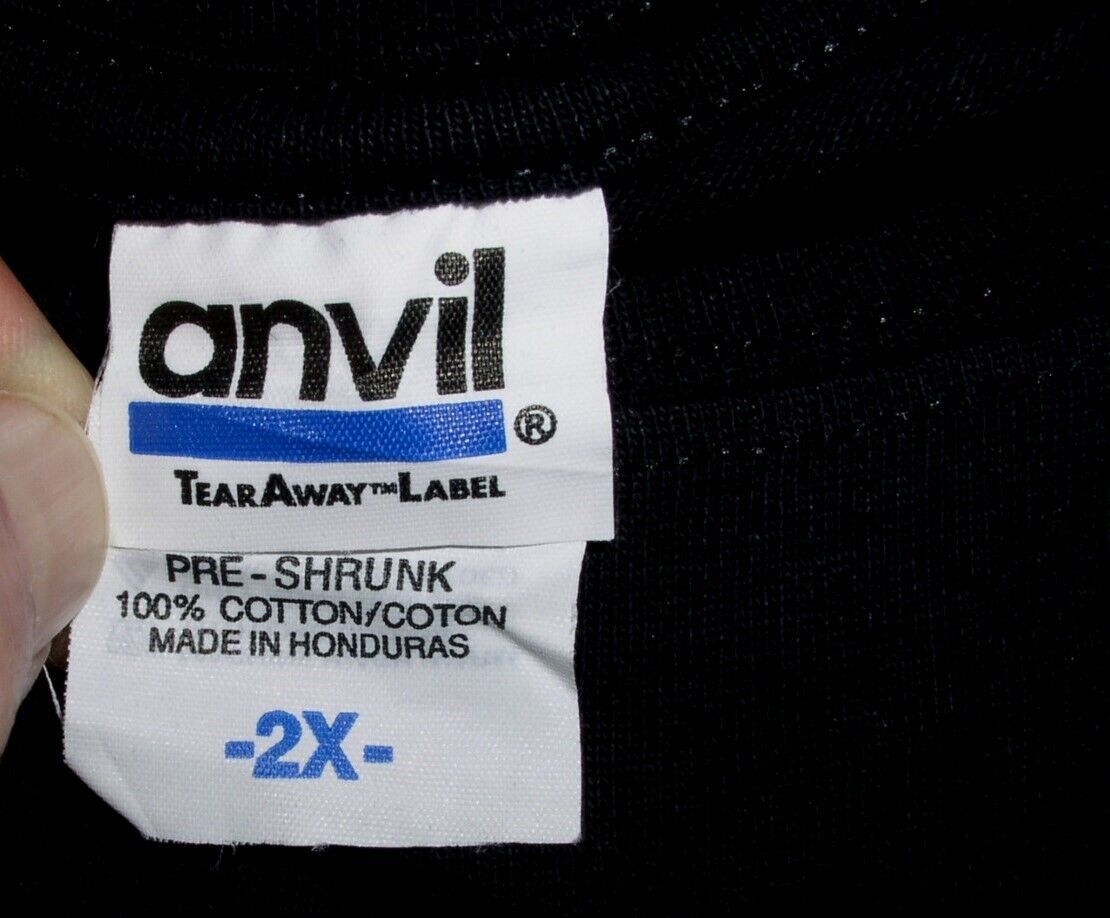 anvil®
TEARAWAY™LABEL
PRE-SHRUNK
100% COTTON/COTON
MADE IN HONDURAS
-2X-